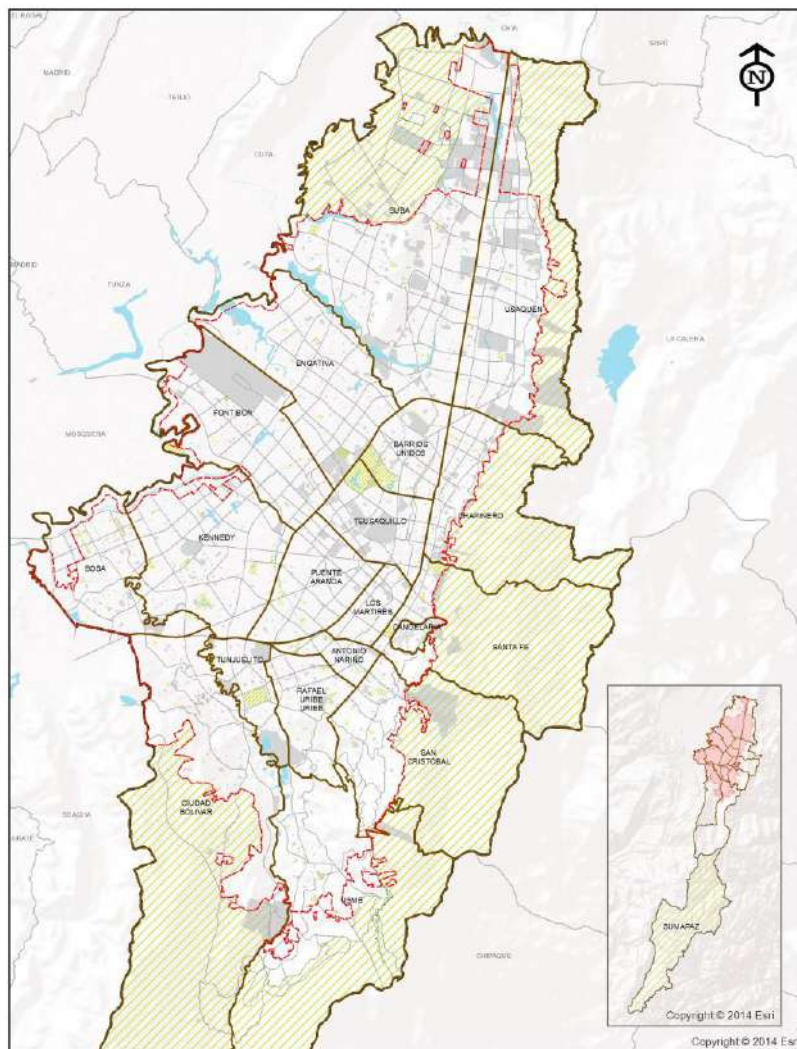 CHIA
SOPO
N
MADRID
TENJO
COTA
SUBA
MADRID
FUNZA
USAQUEN
LA CALERA
ENGATIVA
FONTIBON
BARRIOS
UNIDOS
MOSQUERA
TEUSAQUILLO
CHAPINERO
KENNEDY
BOSA
PUENTE
ARANDA
LOS
MARTIRES
CANDELARIA
SANTA FE
TUNJUELITO
ANTONIO
NARIÑO
RAFAEL
URIBE
URIBE
SAN
CRISTOBAL
CIUDAD
BOLIVAR
SOACHA
USME
CHIPAQUE
SUMAPAZ
Copyright © 2014 Esri
Copyright © 2014 Esri